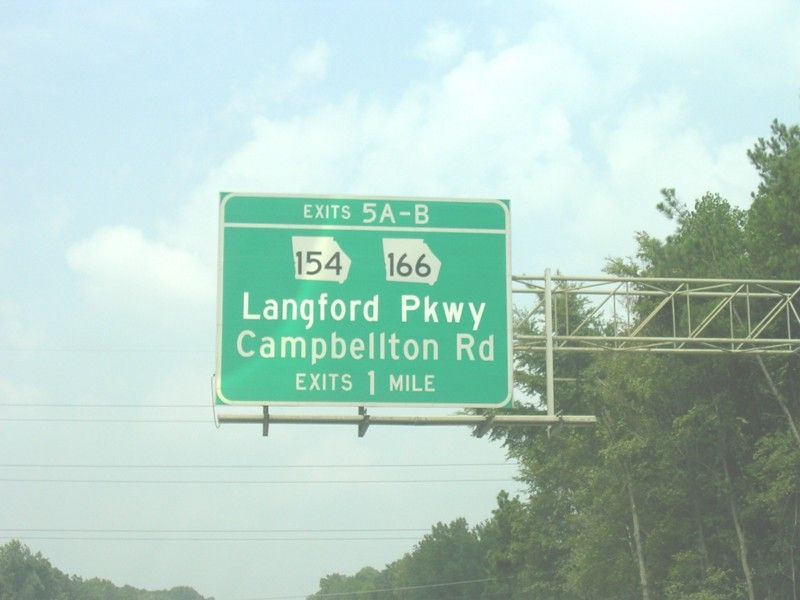 EXITS 5A-B
154 166
Langford Pkwy
Campbellton Rd
EXITS 1 MILE